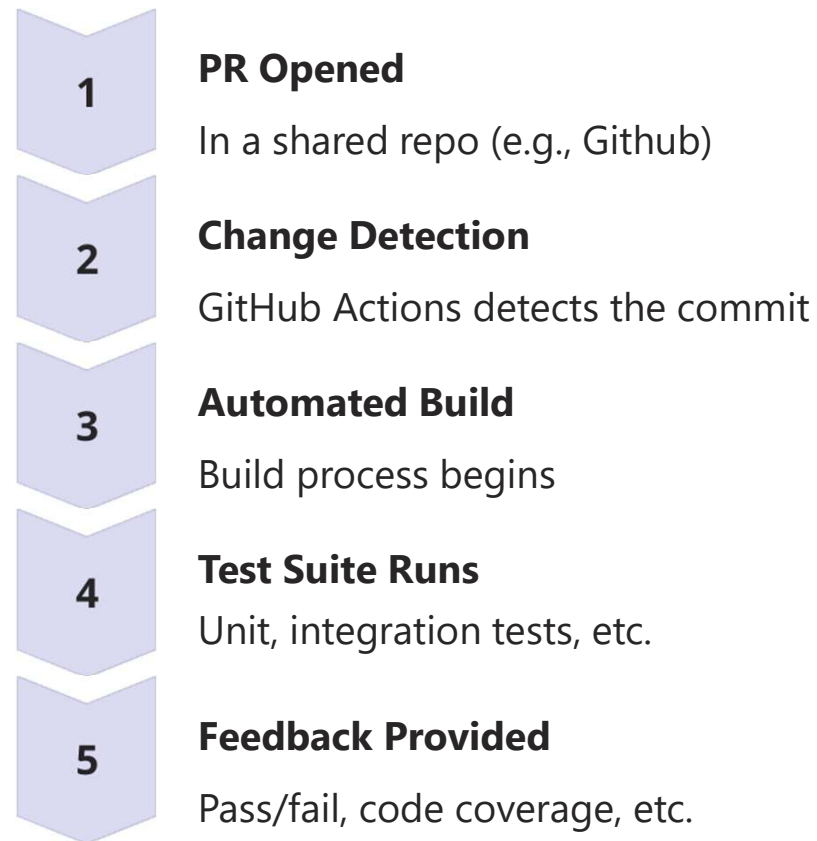 1
PR Opened
In a shared repo (e.g., Github)
2
Change Detection
GitHub Actions detects the commit
3
Automated Build
Build process begins
4
Test Suite Runs
Unit, integration tests, etc.
5
Feedback Provided
Pass/fail, code coverage, etc.